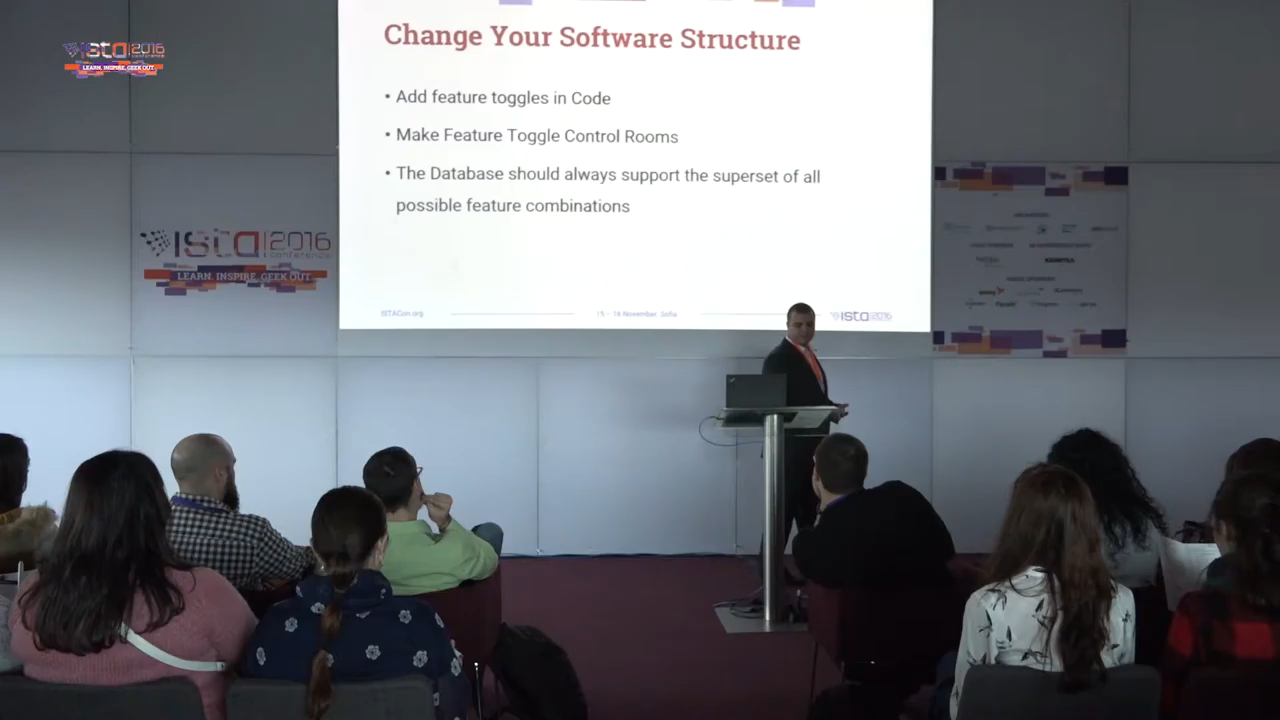 ista 2016
conference
LEARN. INSPIRE. GEEK OUT.
Change Your Software Structure
• Add feature toggles in Code
• Make Feature Toggle Control Rooms
• The Database should always support the superset of all
possible feature combinations
ISTACon.org
15 - 16 November, Sofia
ista 2016
ista 2016
conference
LEARN. INSPIRE. GEEK OUT.